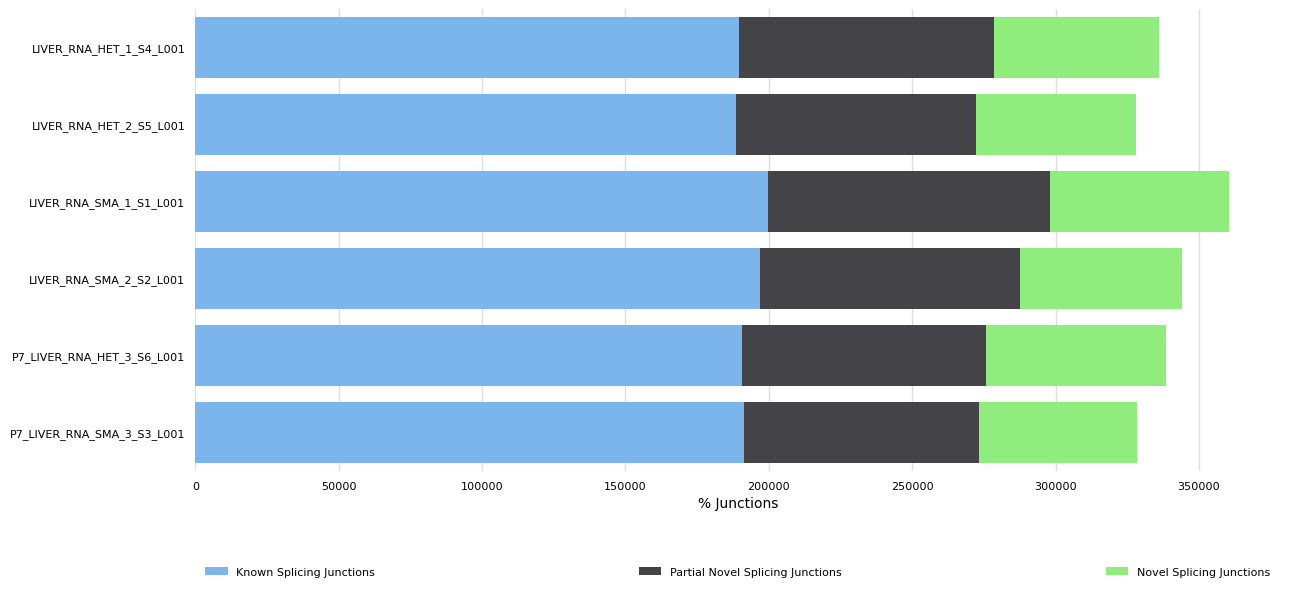 LIVER_RNA_HET_1_S4_L001
LIVER_RNA_HET_2_S5_L001
LIVER_RNA_SMA_1_S1_L001
LIVER_RNA_SMA_2_S2_L001
P7_LIVER_RNA_HET_3_S6_L001
P7_LIVER_RNA_SMA_3_S3_L001
0 50000 100000 150000 200000 250000 300000 350000
% Junctions
Known Splicing Junctions Partial Novel Splicing Junctions Novel Splicing Junctions